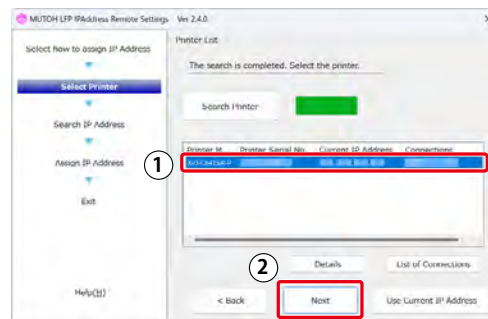 MUTOH LFP IPAddress Remote Settings Ver 2.4.0
Select how to assign IP Address
Select Printer
Search IP Address
Assign IP Address
Exit
Help(H)
Printer List
The search is completed. Select the printer.
Search Printer
Printer M... Printer Serial No. Current IP Address Connections
1
2
Details List of Connections
< Back Next Use Current IP Address